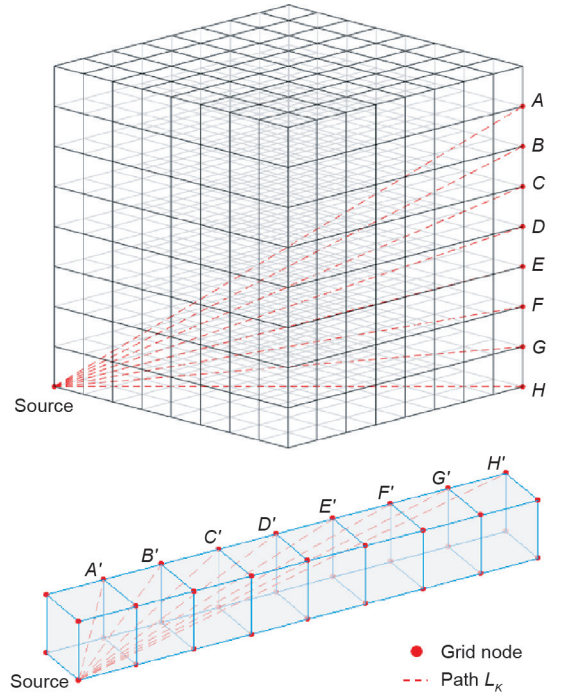 A
B
C
D
E
F
G
H
Source
A'
B'
C'
D'
E'
F'
G'
H'
Source
Grid node
Path L_K